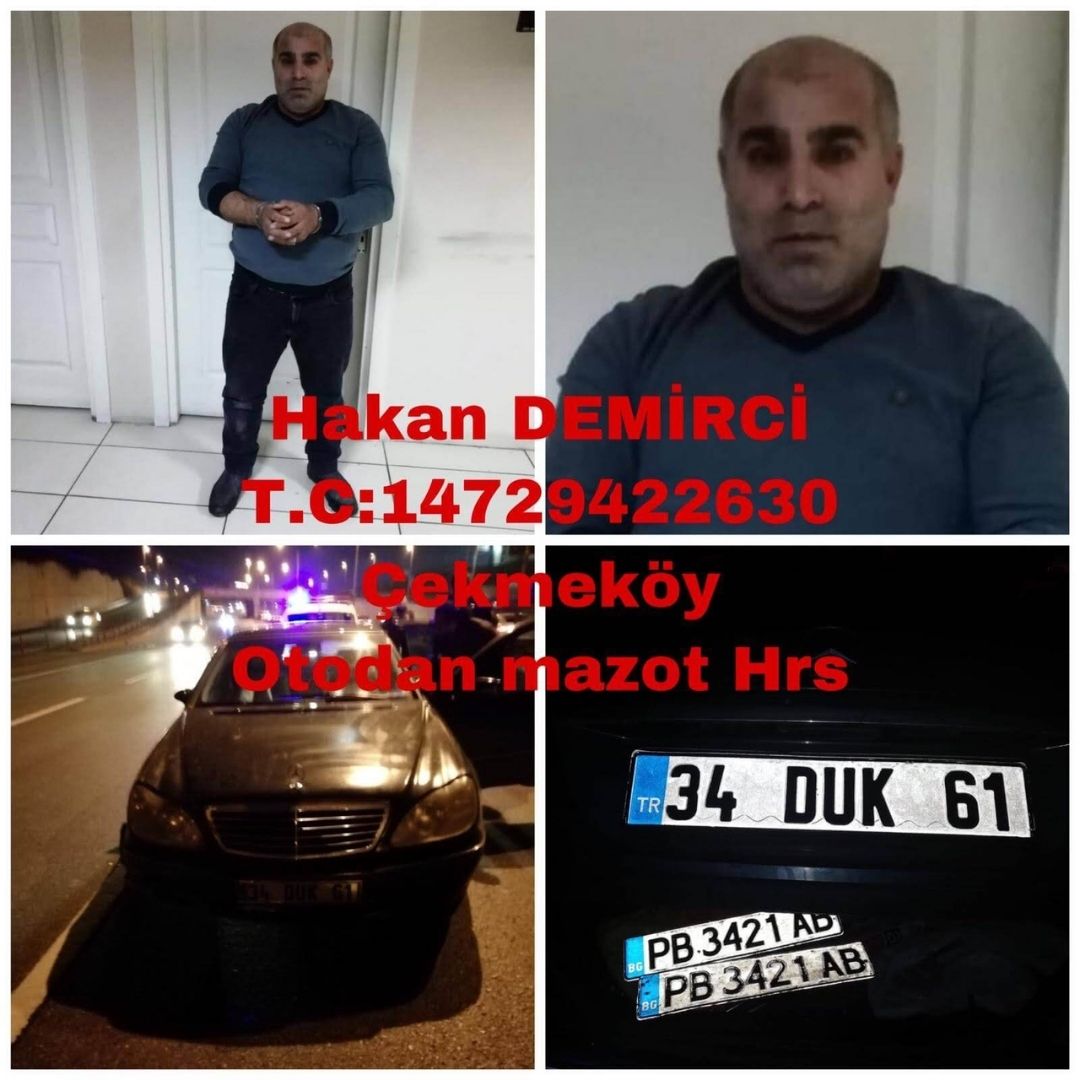 Hakan DEMİRCİ
T.C:14729422630
Çekmeköy
Otodan mazot Hrs
34 DUK 61
TR 34 DUK 61
BG PB 3421 AB
BG PB 3421 AB